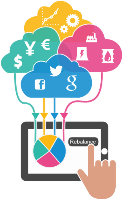 $ ¥ €
f g
Rebalance